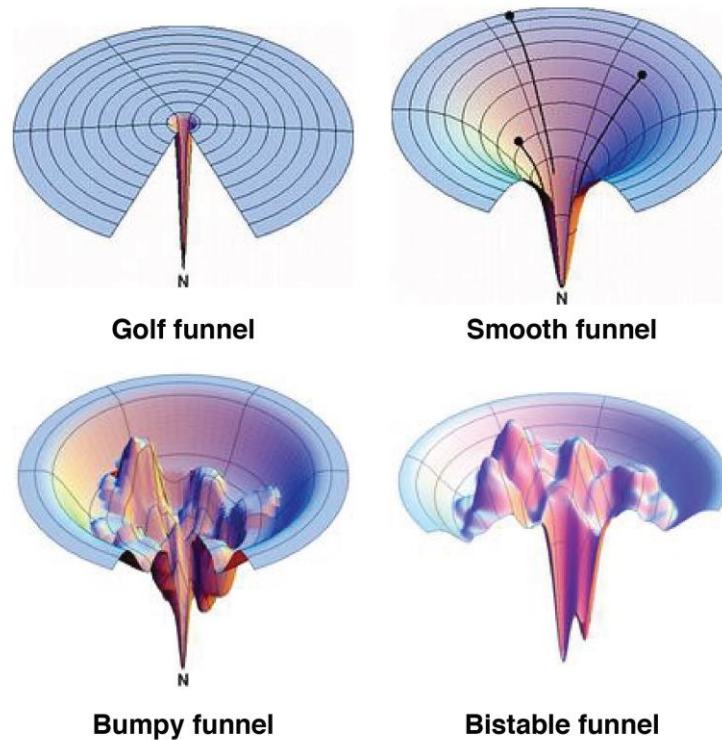 N
N
Golf funnel
Smooth funnel
N
Bumpy funnel
Bistable funnel